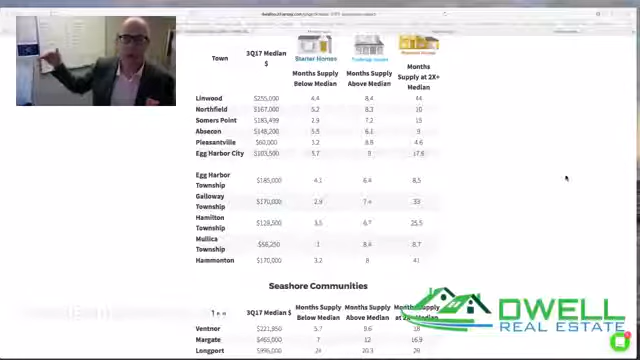 Town 3Q17 Median $ Starter Homes Months Supply Below Median Months Supply Above Median Months Supply at 2X+ Median
Linwood $255,000 4.4 8.4 44
Northfield $167,000 5.2 8.3 10
Somers Point $183,499 2.9 7.2 15
Absecon $148,200 5.5 6.1 9
Pleasantville $60,000 3.2 8.9 4.6
Egg Harbor City $103,500 5.7 9 17.6
Egg Harbor Township $185,000 4.1 6.4 8.5
Galloway Township $170,000 2.9 7.4 33
Hamilton Township $128,500 3.5 6.7 25.5
Mullica Township 1 8.4 8.7
Hammonton $170,000 3.2 8 41
Seashore Communities
3Q17 Median $ Months Supply Below Median Months Supply Above Median
Ventnor $221,850 5.7 9.6 18
Margate $465,000 7 12 16.9
Longport $995,000 24 20.3
DWELL
REAL ESTATE